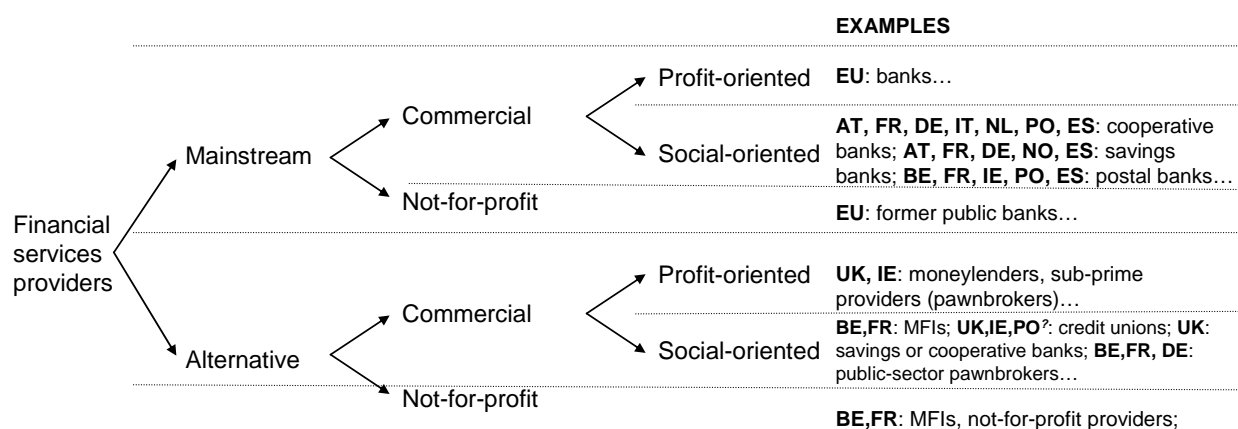 EXAMPLES
Profit-oriented
EU: banks…
Commercial
AT, FR, DE, IT, NL, PO, ES: cooperative
banks; AT, FR, DE, NO, ES: savings
banks; BE, FR, IE, PO, ES: postal banks…
Social-oriented
Mainstream
Not-for-profit
EU: former public banks…
Financial
services
providers
Profit-oriented
UK, IE: moneylenders, sub-prime
providers (pawnbrokers)…
Commercial
BE,FR: MFIs; UK,IE,PO?: credit unions; UK:
savings or cooperative banks; BE,FR, DE:
public-sector pawnbrokers…
Social-oriented
Alternative
Not-for-profit
BE,FR: MFIs, not-for-profit providers;